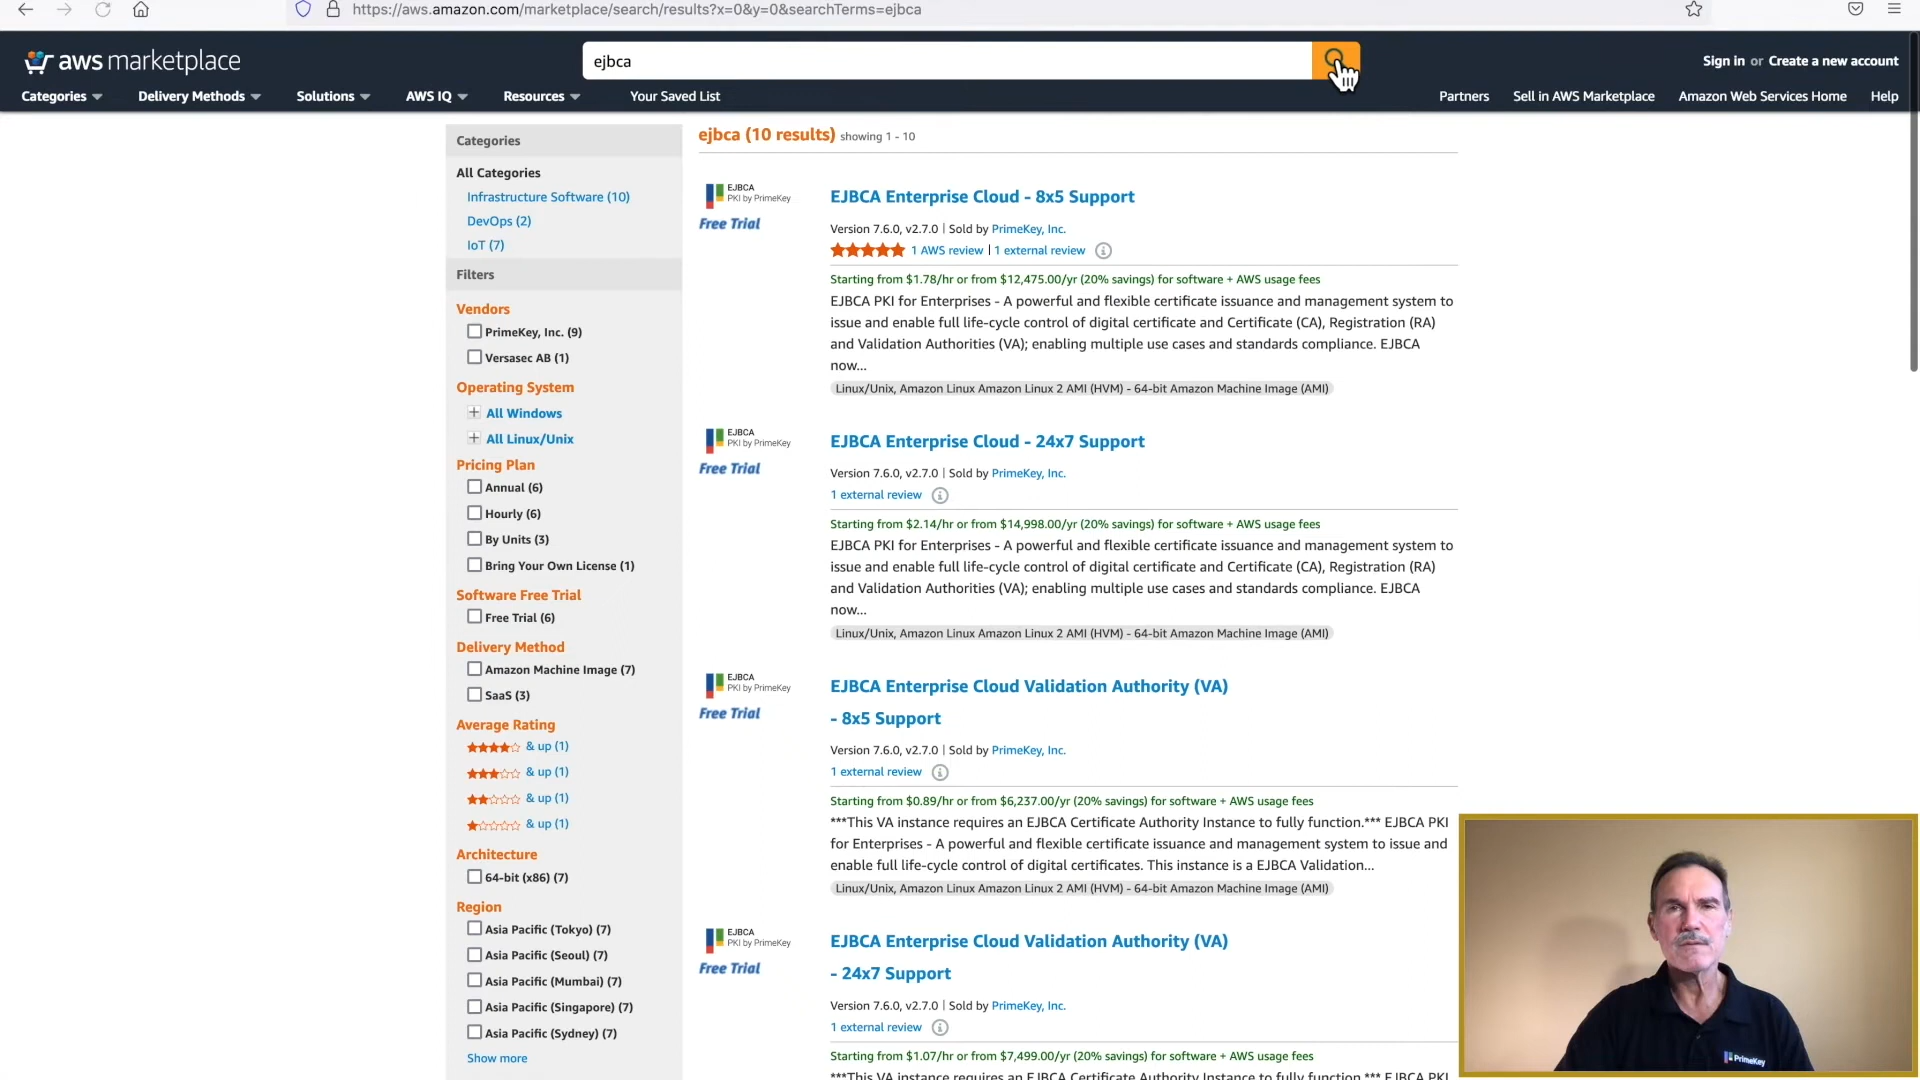 https://aws.amazon.com/marketplace/search/results?x=0&y=0&searchTerms=ejbca
aws marketplace
ejbca
Sign in or Create a new account
Categories Delivery Methods Solutions AWS IQ Resources Your Saved List
Partners Sell in AWS Marketplace Amazon Web Services Home Help
Categories
All Categories
Infrastructure Software (10)
DevOps (2)
IoT (7)
Filters
Vendors
PrimeKey, Inc. (9)
Versasec AB (1)
Operating System
All Windows
All Linux/Unix
Pricing Plan
Annual (6)
Hourly (6)
By Units (3)
Bring Your Own License (1)
Software Free Trial
Free Trial (6)
Delivery Method
Amazon Machine Image (7)
SaaS (3)
Average Rating
& up (1)
& up (1)
& up (1)
& up (1)
Architecture
64-bit (x86) (7)
Region
Asia Pacific (Tokyo) (7)
Asia Pacific (Seoul) (7)
Asia Pacific (Mumbai) (7)
Asia Pacific (Singapore) (7)
Asia Pacific (Sydney) (7)
Show more
ejbca (10 results) showing 1 - 10
EJBCA
PKI by PrimeKey
Free Trial
EJBCA Enterprise Cloud - 8x5 Support
Version 7.6.0, v2.7.0 | Sold by PrimeKey, Inc.
1 AWS review | 1 external review
Starting from $1.78/hr or from $12,475.00/yr (20% savings) for software + AWS usage fees
EJBCA PKI for Enterprises - A powerful and flexible certificate issuance and management system to
issue and enable full life-cycle control of digital certificate and Certificate (CA), Registration (RA)
and Validation Authorities (VA); enabling multiple use cases and standards compliance. EJBCA
now...
Linux/Unix, Amazon Linux Amazon Linux 2 AMI (HVM) - 64-bit Amazon Machine Image (AMI)
EJBCA
PKI by PrimeKey
Free Trial
EJBCA Enterprise Cloud - 24x7 Support
Version 7.6.0, v2.7.0 | Sold by PrimeKey, Inc.
1 external review
Starting from $2.14/hr or from $14,998.00/yr (20% savings) for software + AWS usage fees
EJBCA PKI for Enterprises - A powerful and flexible certificate issuance and management system to
issue and enable full life-cycle control of digital certificate and Certificate (CA), Registration (RA)
and Validation Authorities (VA); enabling multiple use cases and standards compliance. EJBCA
now...
Linux/Unix, Amazon Linux Amazon Linux 2 AMI (HVM) - 64-bit Amazon Machine Image (AMI)
EJBCA
PKI by PrimeKey
Free Trial
EJBCA Enterprise Cloud Validation Authority (VA)
- 8x5 Support
Version 7.6.0, v2.7.0 | Sold by PrimeKey, Inc.
1 external review
Starting from $0.89/hr or from $6,237.00/yr (20% savings) for software + AWS usage fees
***This VA instance requires an EJBCA Certificate Authority Instance to fully function.*** EJBCA PKI
for Enterprises - A powerful and flexible certificate issuance and management system to issue and
enable full life-cycle control of digital certificates. This instance is a EJBCA Validation...
Linux/Unix, Amazon Linux Amazon Linux 2 AMI (HVM) - 64-bit Amazon Machine Image (AMI)
EJBCA
PKI by PrimeKey
Free Trial
EJBCA Enterprise Cloud Validation Authority (VA)
- 24x7 Support
Version 7.6.0, v2.7.0 | Sold by PrimeKey, Inc.
1 external review
Starting from $1.07/hr or from $7,499.00/yr (20% savings) for software + AWS usage fees
***This VA instance requires an EJBCA Certificate Authority Instance to fully function.*** EJBCA PKI
PrimeKey